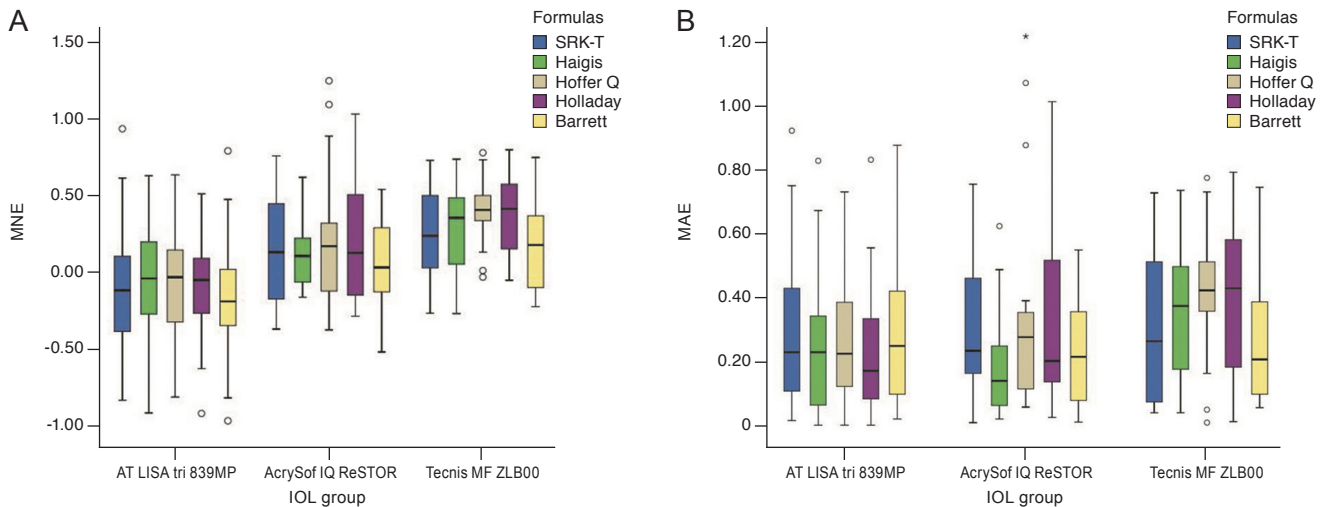 A
Formulas
SRK-T
Haigis
Hoffer Q
Holladay
Barrett
1.50
1.00
0.50
0.00
-0.50
-1.00
MNE
AT LISA tri 839MP
AcrySof IQ ReSTOR
Tecnis MF ZLB00
IOL group
B
Formulas
SRK-T
Haigis
Hoffer Q
Holladay
Barrett
1.20
1.00
0.80
0.60
0.40
0.20
0
MAE
AT LISA tri 839MP
AcrySof IQ ReSTOR
Tecnis MF ZLB00
IOL group